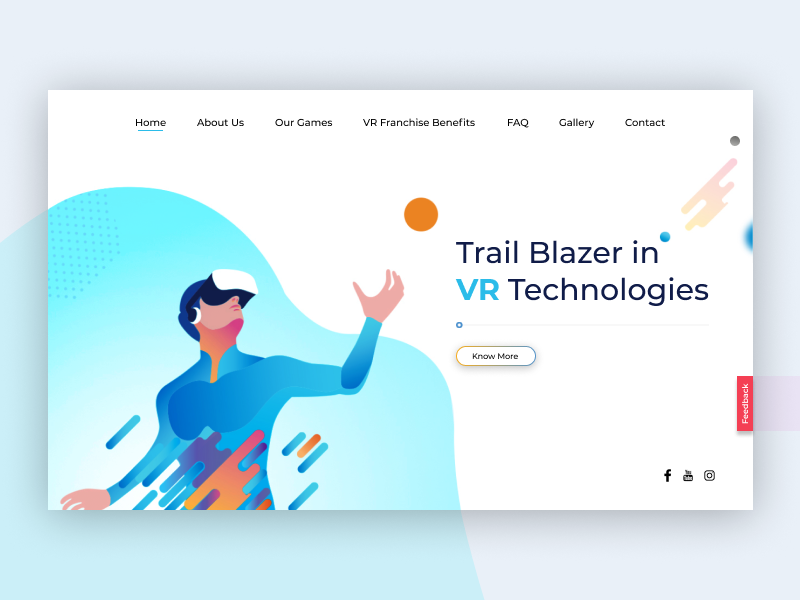 Home About Us Our Games VR Franchise Benefits FAQ Gallery Contact
Trail Blazer in
VR Technologies
Know More
Feedback
You
Tube